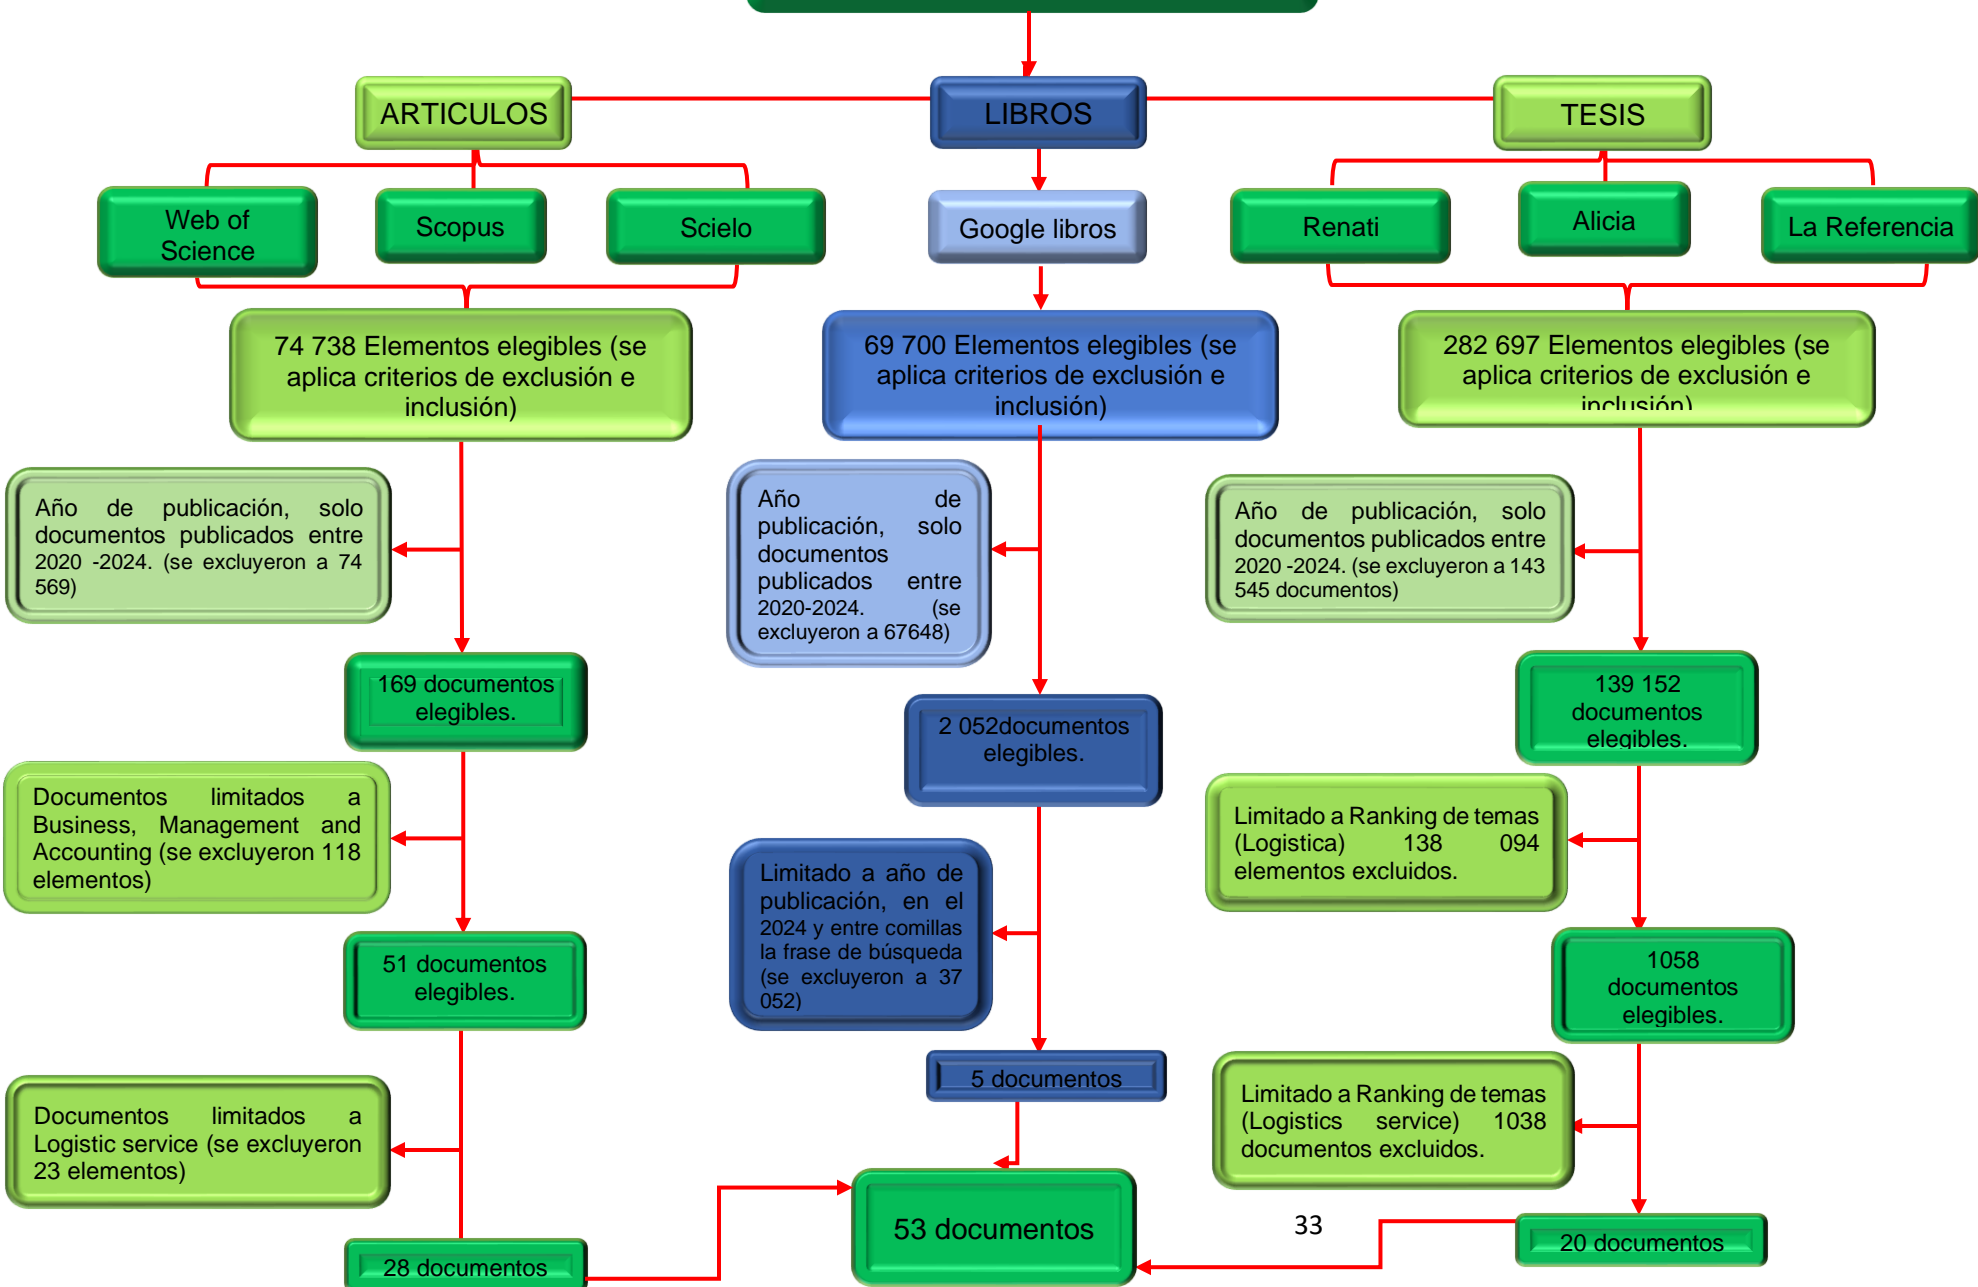 ARTICULOS
LIBROS
TESIS
Web of
Science
Scopus
Scielo
Google libros
Renati
Alicia
La Referencia
74 738 Elementos elegibles (se
aplica criterios de exclusión e
inclusión)
69 700 Elementos elegibles (se
aplica criterios de exclusión e
inclusión)
282 697 Elementos elegibles (se
aplica criterios de exclusión e
inclusión)
Año de publicación, solo
documentos publicados entre
2020 -2024. (se excluyeron a 74
569)
Año de
publicación, solo
documentos
publicados entre
2020-2024. (se
excluyeron a 67648)
Año de publicación, solo
documentos publicados entre
2020 -2024. (se excluyeron a 143
545 documentos)
169 documentos
elegibles.
2 052documentos
elegibles.
139 152
documentos
elegibles.
Documentos limitados a
Business, Management and
Accounting (se excluyeron 118
elementos)
Limitado a año de
publicación, en el
2024 y entre comillas
la frase de búsqueda
(se excluyeron a 37
052)
Limitado a Ranking de temas
(Logistica) 138 094
elementos excluidos.
51 documentos
elegibles.
1058
documentos
elegibles.
5 documentos
Documentos limitados a
Logistic service (se excluyeron
23 elementos)
Limitado a Ranking de temas
(Logistics service) 1038
documentos excluidos.
53 documentos
33
20 documentos
28 documentos